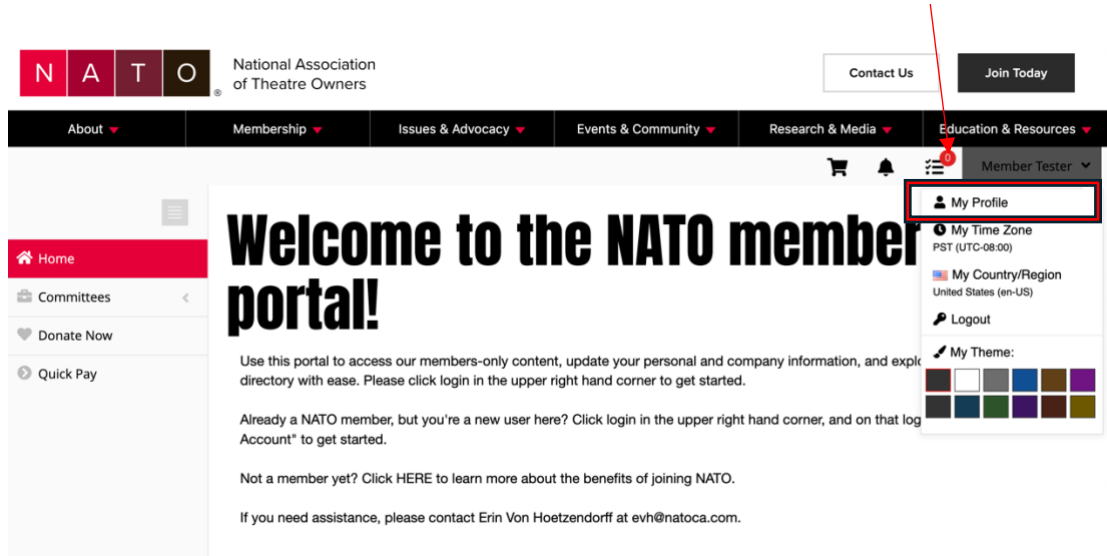 N A T O ®
National Association
of Theatre Owners
Contact Us
Join Today
About
Membership
Issues & Advocacy
Events & Community
Research & Media
Education & Resources
0
Member Tester
My Profile
My Time Zone
PST (UTC-08:00)
My Country/Region
United States (en-US)
Logout
My Theme:
Home
Committees
Donate Now
Quick Pay
Welcome to the NATO member
portal!
Use this portal to access our members-only content, update your personal and company information, and
directory with ease. Please click login in the upper right hand corner to get started.
Already a NATO member, but you're a new user here? Click login in the upper right hand corner, and on that
Account" to get started.
Not a member yet? Click HERE to learn more about the benefits of joining NATO.
If you need assistance, please contact Erin Von Hoetzendorff at evh@natoca.com.